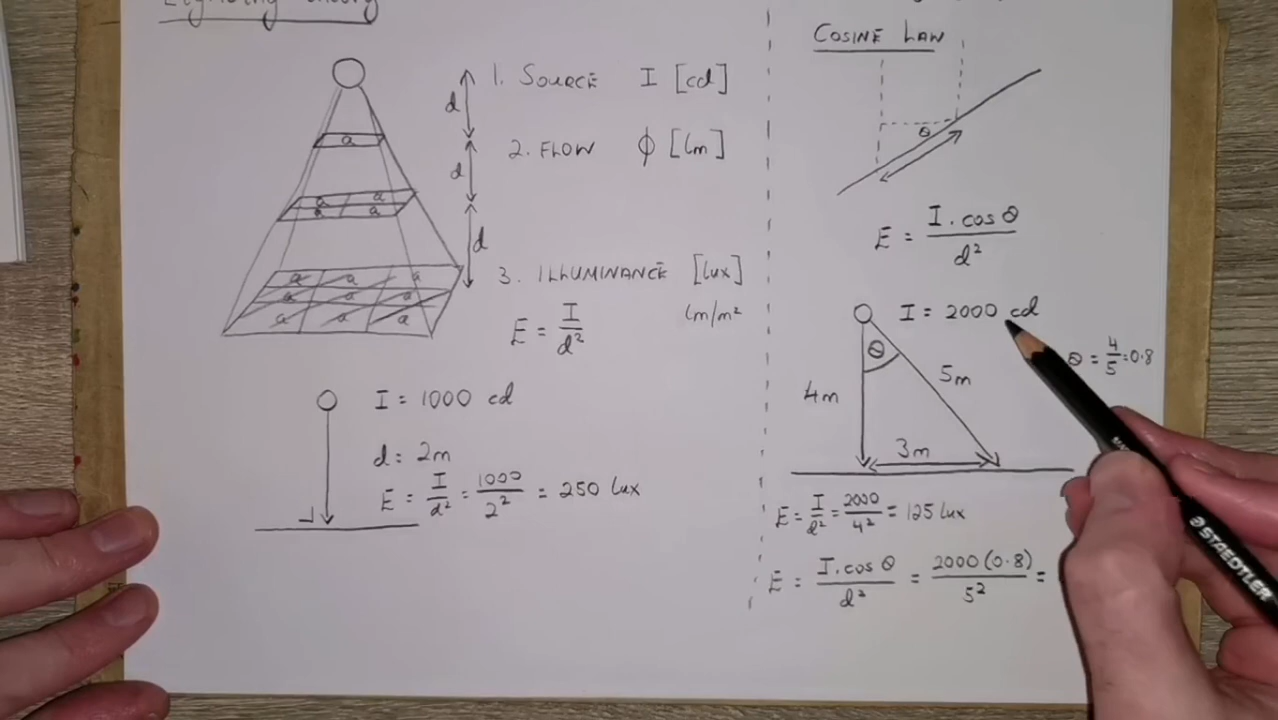 Lighting Theory
a
a a
a a
a a a
a a a
a a a
d
d
d
1. SOURCE I [cd]
2. FLOW ϕ [lm]
3. ILLUMINANCE [lux]
lm/m²
E = I/d²
I = 1000 cd
d = 2m
E = I/d² = 1000/2² = 250 lux
COSINE LAW
θ
E = I. cos θ/d²
I = 2000 cd
θ
θ = 4/5 = 0.8
4m
5m
3m
E = I/d² = 2000/4² = 125 lux
E = I. cos θ/d² = 2000(0.8)/5² =
STAEDTLER